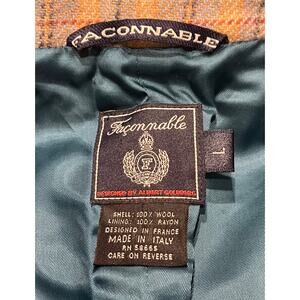 FACONNABLE
Façonnable
F
DESIGNED BY ALBERT GOLDBERG
L
SHELL: 100% WOOL
LINING: 100% RAYON
DESIGNED IN FRANCE
MADE IN ITALY
RN 58665
CARE ON REVERSE